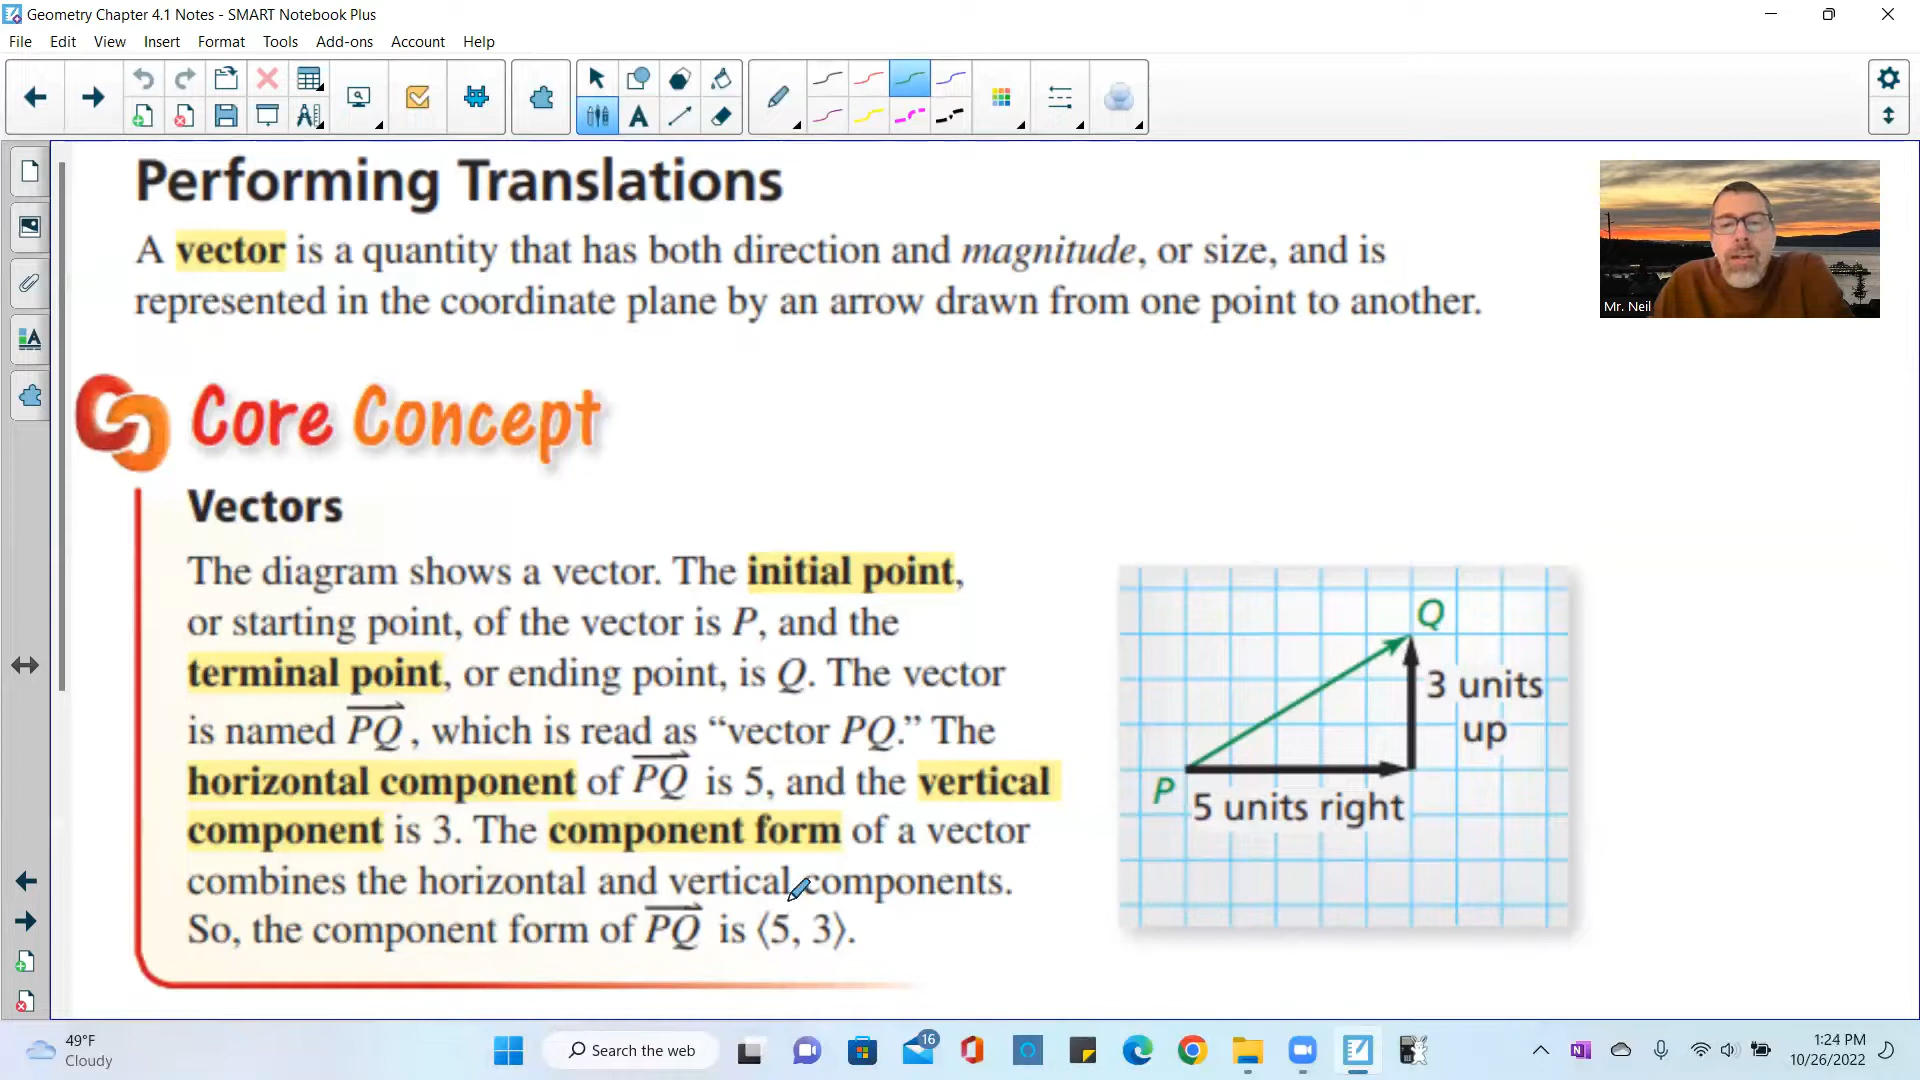 Geometry Chapter 4.1 Notes - SMART Notebook Plus
File Edit View Insert Format Tools Add-ons Account Help
Performing Translations
A vector is a quantity that has both direction and magnitude, or size, and is
represented in the coordinate plane by an arrow drawn from one point to another.
Mr. Neil
Core Concept
Vectors
The diagram shows a vector. The initial point,
or starting point, of the vector is P, and the
terminal point, or ending point, is Q. The vector
is named PQ, which is read as “vector PQ.” The
horizontal component of PQ is 5, and the vertical
component is 3. The component form of a vector
combines the horizontal and vertical components.
So, the component form of PQ is ⟨5, 3⟩.
Q
3 units
up
P
5 units right
49°F
Cloudy
Search the web
16
1:24 PM
10/26/2022